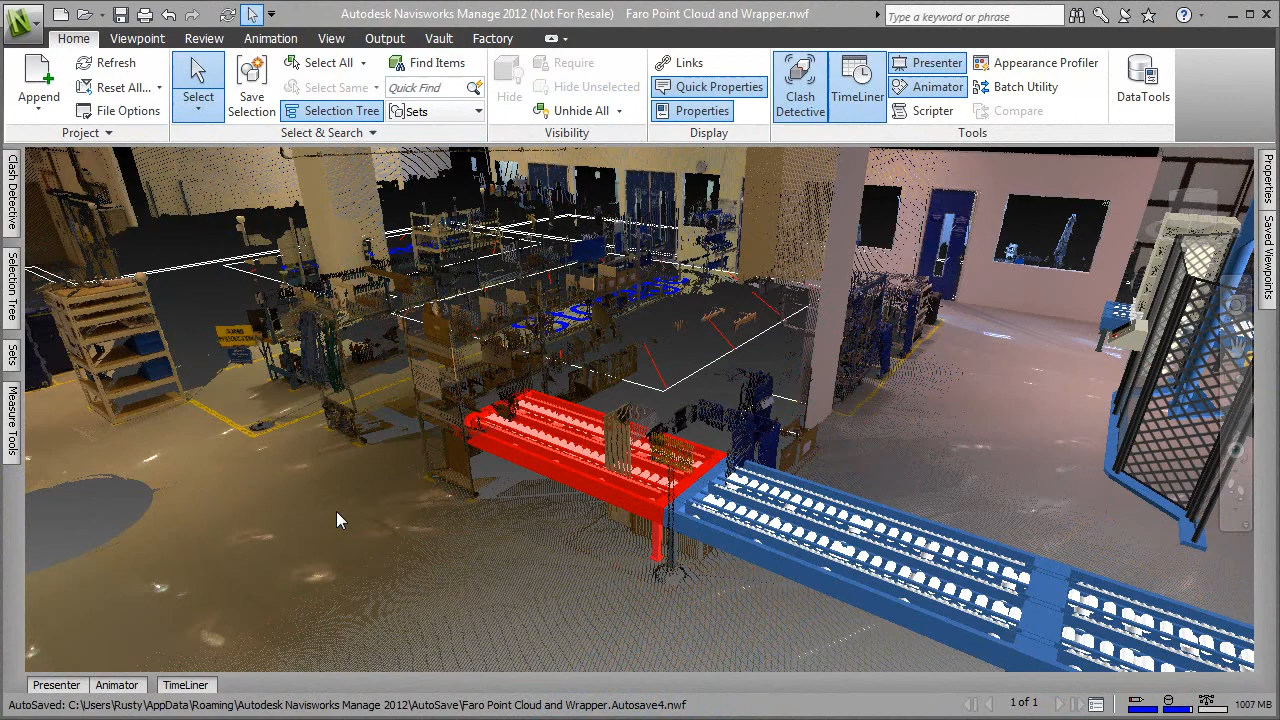 Autodesk Navisworks Manage 2012 (Not For Resale) Faro Point Cloud and Wrapper.nwf
Type a keyword or phrase
Home Viewpoint Review Animation View Output Vault Factory
Append
Refresh
Reset All...
File Options
Project
Select
Save Selection
Select All
Select Same
Selection Tree
Find Items
Quick Find
Sets
Select & Search
Hide
Require
Hide Unselected
Unhide All
Visibility
Links
Quick Properties
Properties
Display
Clash Detective
TimeLiner
Presenter
Animator
Scripter
Appearance Profiler
Batch Utility
Compare
Tools
DataTools
Clash Detective
Selection Tree
Sets
Measure Tools
Properties
Saved Viewpoints
Presenter Animator TimeLiner
AutoSaved: C:\Users\Rusty\AppData\Roaming\Autodesk Navisworks Manage 2012\AutoSave\Faro Point Cloud and Wrapper.Autosave4.nwf
1 of 1
1007 MB